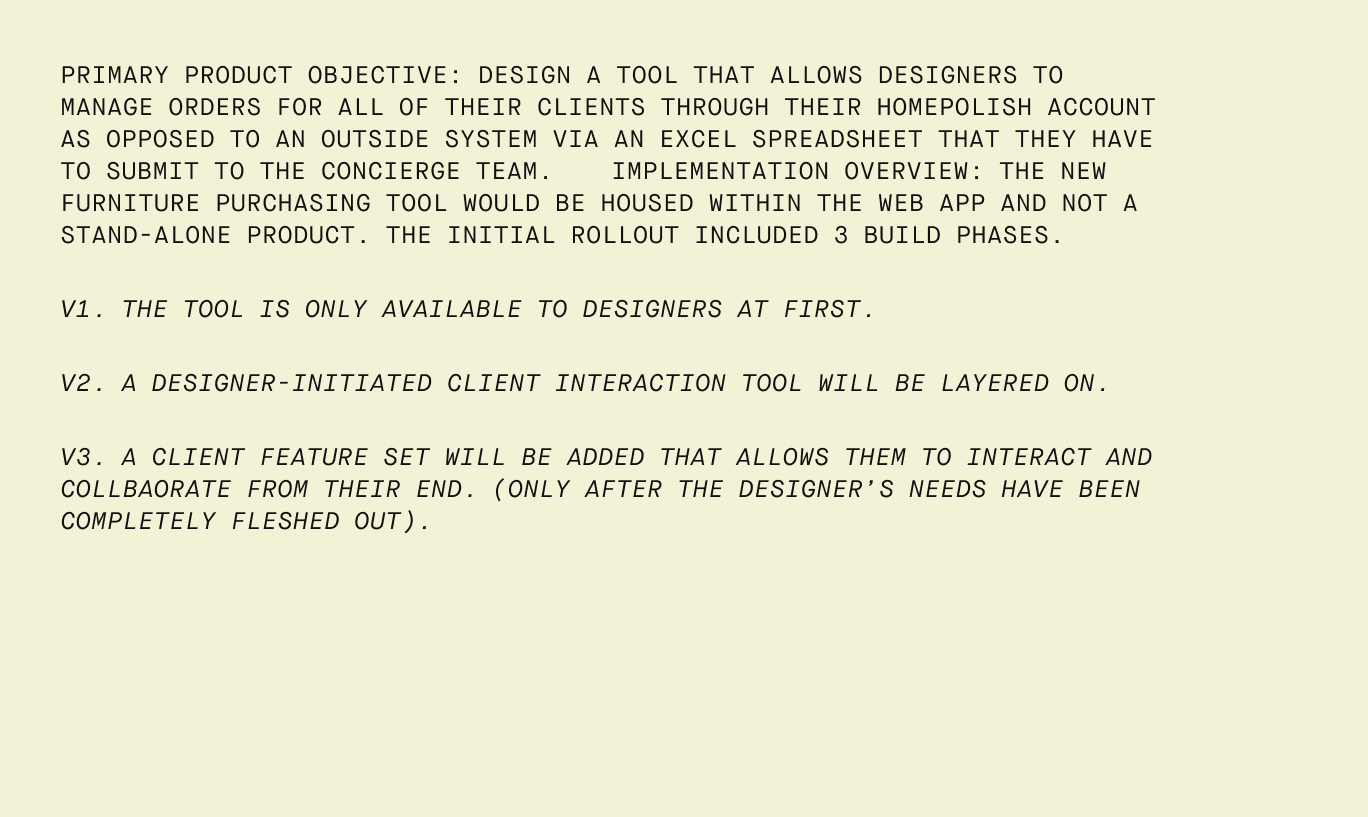 PRIMARY PRODUCT OBJECTIVE: DESIGN A TOOL THAT ALLOWS DESIGNERS TO
MANAGE ORDERS FOR ALL OF THEIR CLIENTS THROUGH THEIR HOMEPOLISH ACCOUNT
AS OPPOSED TO AN OUTSIDE SYSTEM VIA AN EXCEL SPREADSHEET THAT THEY HAVE
TO SUBMIT TO THE CONCIERGE TEAM.    IMPLEMENTATION OVERVIEW: THE NEW
FURNITURE PURCHASING TOOL WOULD BE HOUSED WITHIN THE WEB APP AND NOT A
STAND-ALONE PRODUCT. THE INITIAL ROLLOUT INCLUDED 3 BUILD PHASES.
V1. THE TOOL IS ONLY AVAILABLE TO DESIGNERS AT FIRST.
V2. A DESIGNER-INITIATED CLIENT INTERACTION TOOL WILL BE LAYERED ON.
V3. A CLIENT FEATURE SET WILL BE ADDED THAT ALLOWS THEM TO INTERACT AND
COLLBAORATE FROM THEIR END. (ONLY AFTER THE DESIGNER’S NEEDS HAVE BEEN
COMPLETELY FLESHED OUT).